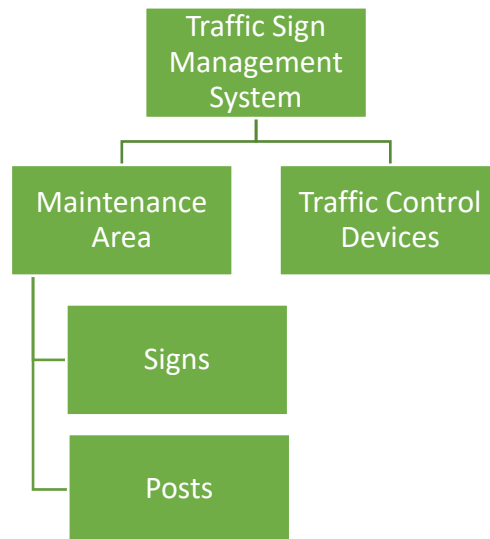 Traffic Sign
Management
System
Maintenance
Area
Traffic Control
Devices
Signs
Posts